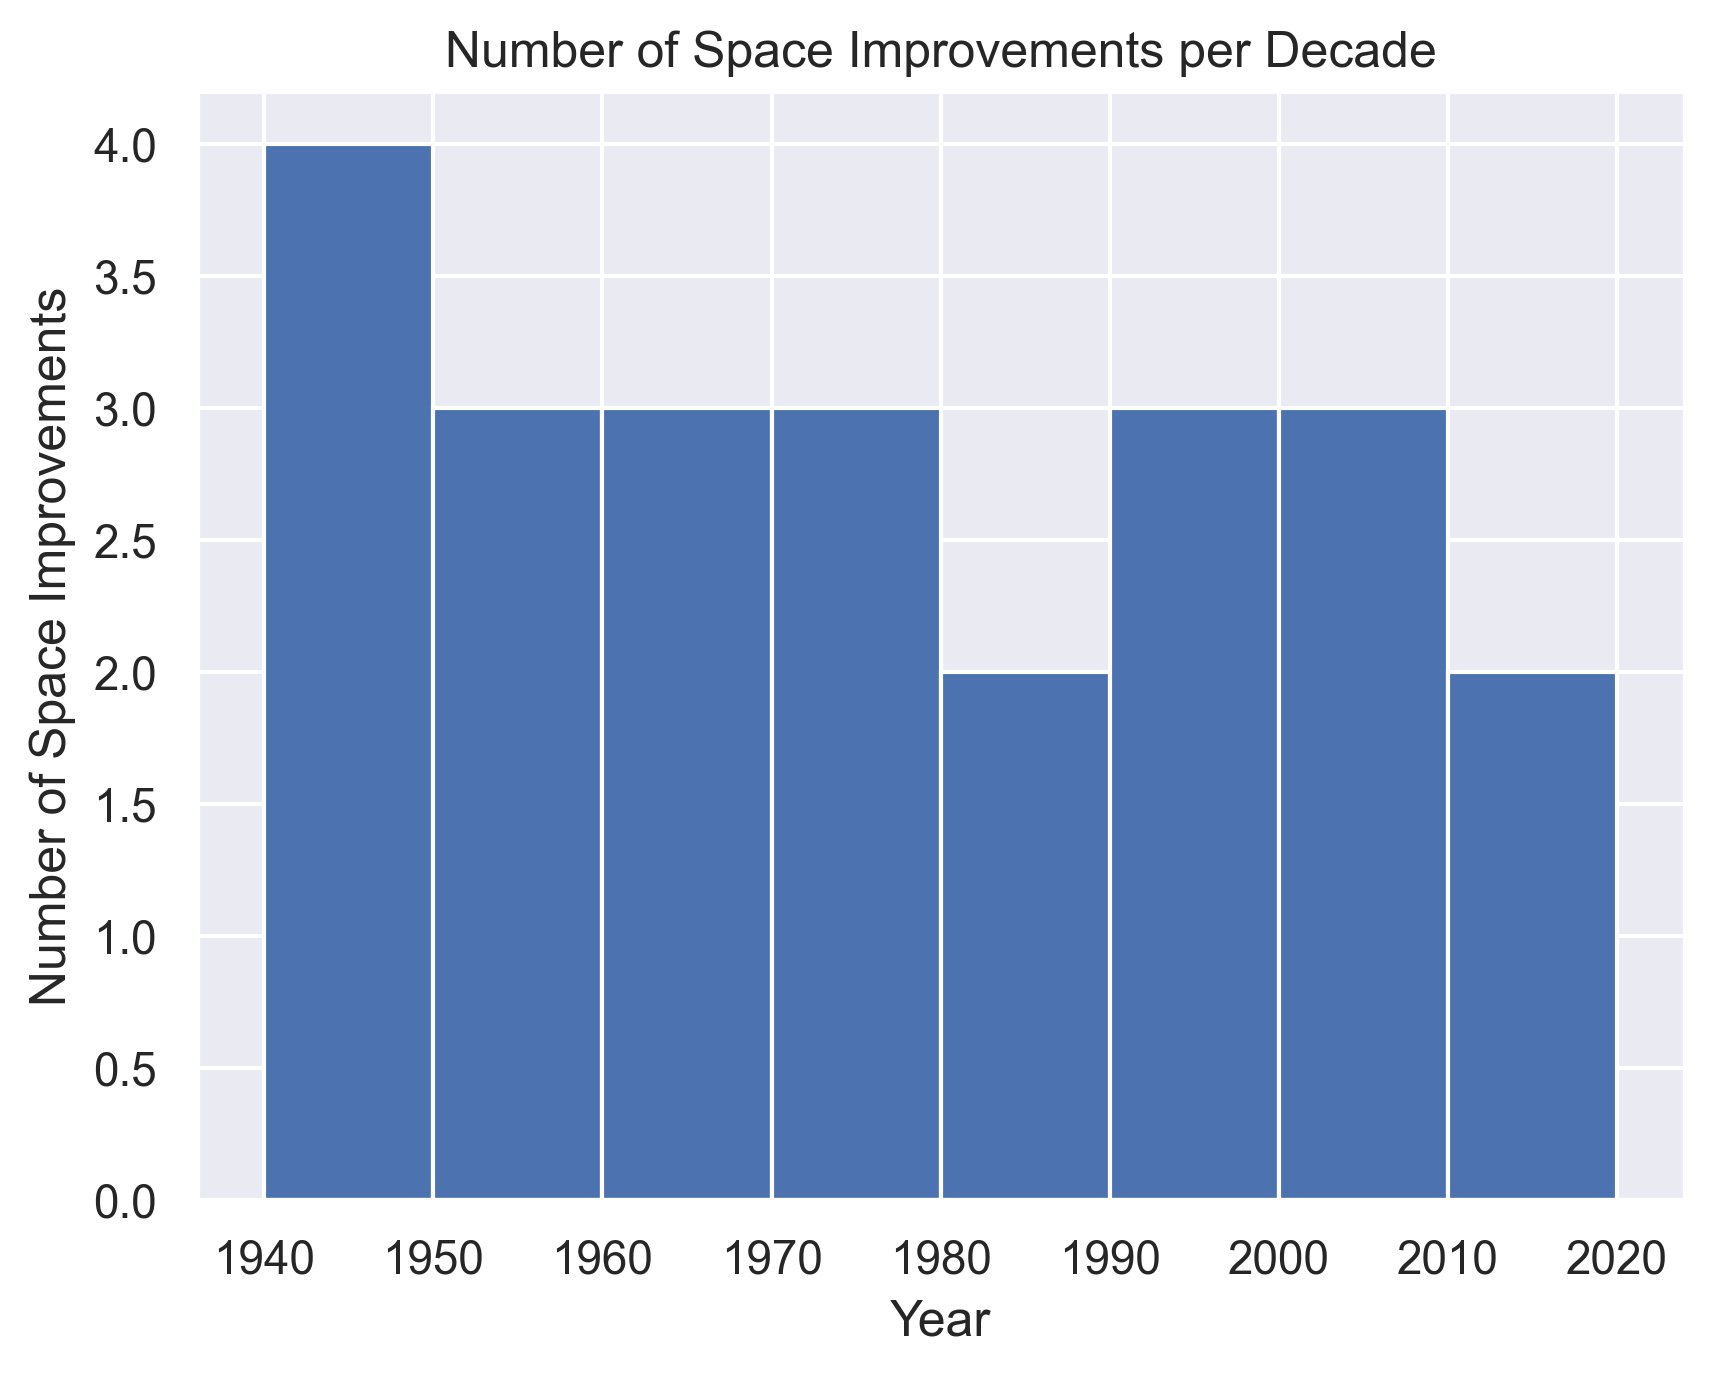 Number of Space Improvements per Decade
Number of Space Improvements
4.0
3.5
3.0
2.5
2.0
1.5
1.0
0.5
0.0
1940 1950 1960 1970 1980 1990 2000 2010 2020
Year